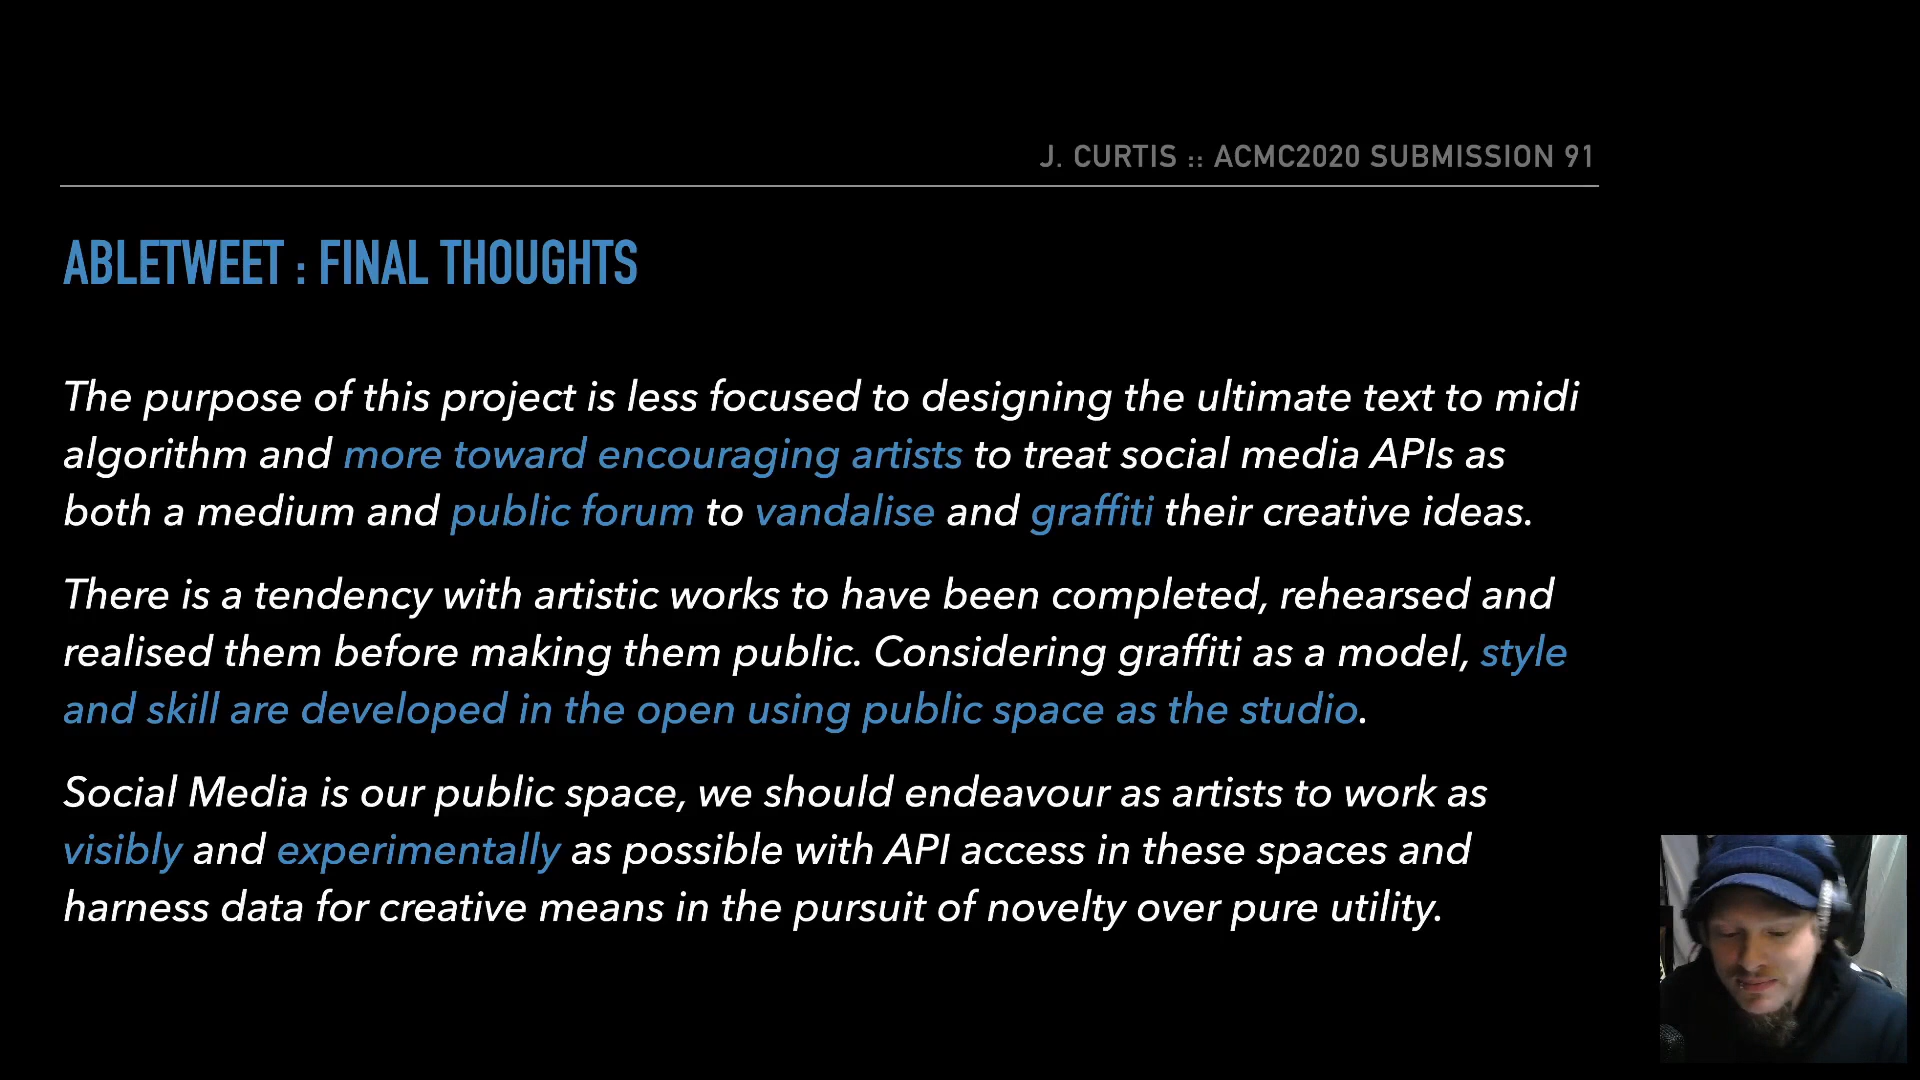 J. CURTIS :: ACMC2020 SUBMISSION 91
ABLETWEET : FINAL THOUGHTS
The purpose of this project is less focused to designing the ultimate text to midi
algorithm and more toward encouraging artists to treat social media APIs as
both a medium and public forum to vandalise and graffiti their creative ideas.
There is a tendency with artistic works to have been completed, rehearsed and
realised them before making them public. Considering graffiti as a model, style
and skill are developed in the open using public space as the studio.
Social Media is our public space, we should endeavour as artists to work as
visibly and experimentally as possible with API access in these spaces and
harness data for creative means in the pursuit of novelty over pure utility.